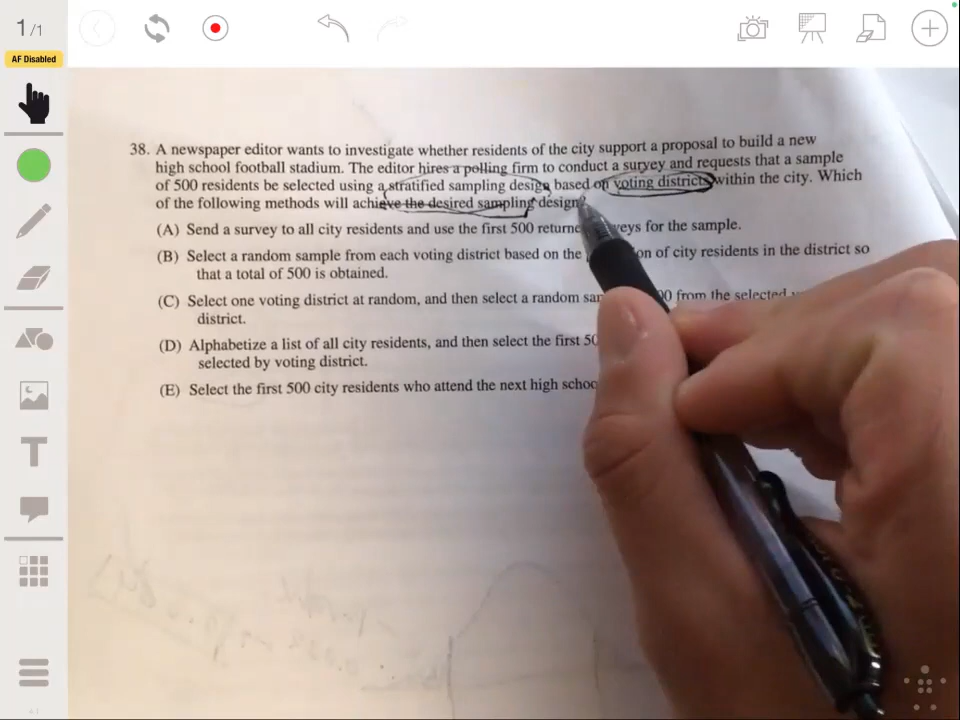 1/1
AF Disabled
38. A newspaper editor wants to investigate whether residents of the city support a proposal to build a new
high school football stadium. The editor hires a polling firm to conduct a survey and requests that a sample
of 500 residents be selected using a stratified sampling design based on voting districts within the city. Which
of the following methods will achieve the desired sampling design?
(A) Send a survey to all city residents and use the first 500 returne veys for the sample.
(B) Select a random sample from each voting district based on the on of city residents in the district so
that a total of 500 is obtained.
(C) Select one voting district at random, and then select a random from the selected
district.
(D) Alphabetize a list of all city residents, and then select the first
selected by voting district.
(E) Select the first 500 city residents who attend the next high
T